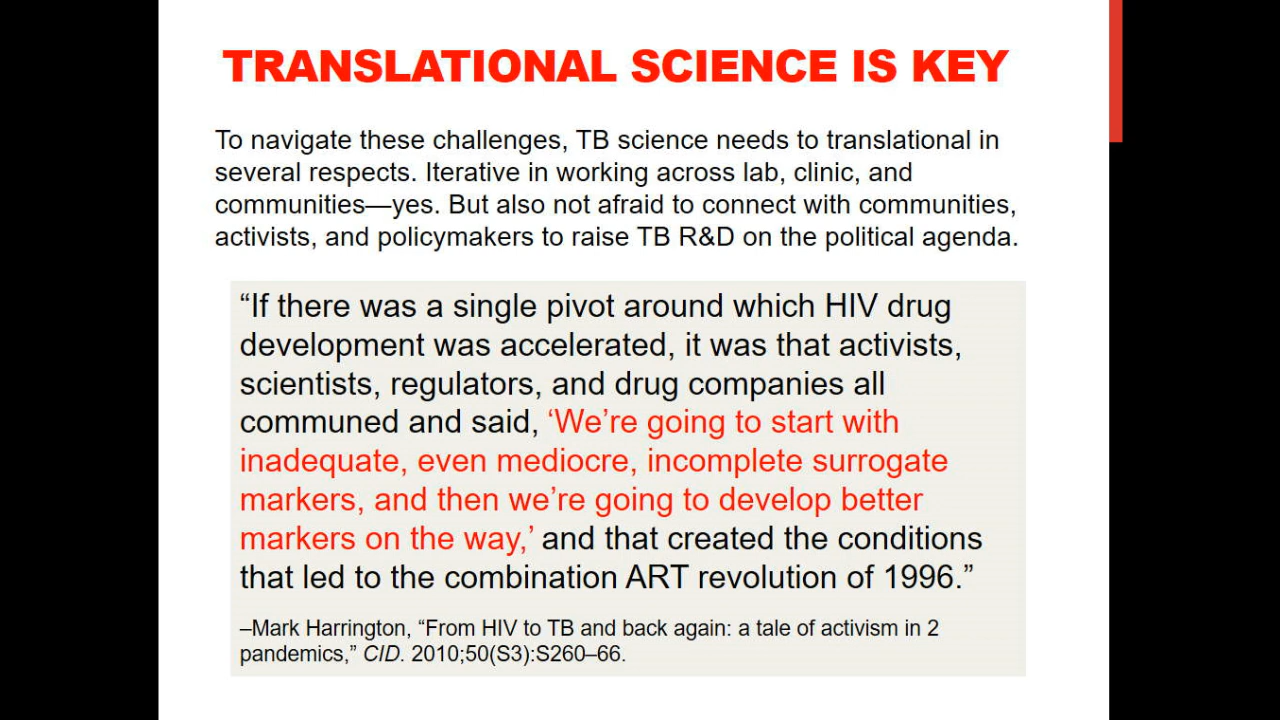 TRANSLATIONAL SCIENCE IS KEY
To navigate these challenges, TB science needs to translational in
several respects. Iterative in working across lab, clinic, and
communities—yes. But also not afraid to connect with communities,
activists, and policymakers to raise TB R&D on the political agenda.
“If there was a single pivot around which HIV drug
development was accelerated, it was that activists,
scientists, regulators, and drug companies all
communed and said, ‘We’re going to start with
inadequate, even mediocre, incomplete surrogate
markers, and then we’re going to develop better
markers on the way,’ and that created the conditions
that led to the combination ART revolution of 1996.”
–Mark Harrington, “From HIV to TB and back again: a tale of activism in 2
pandemics,” CID. 2010;50(S3):S260–66.